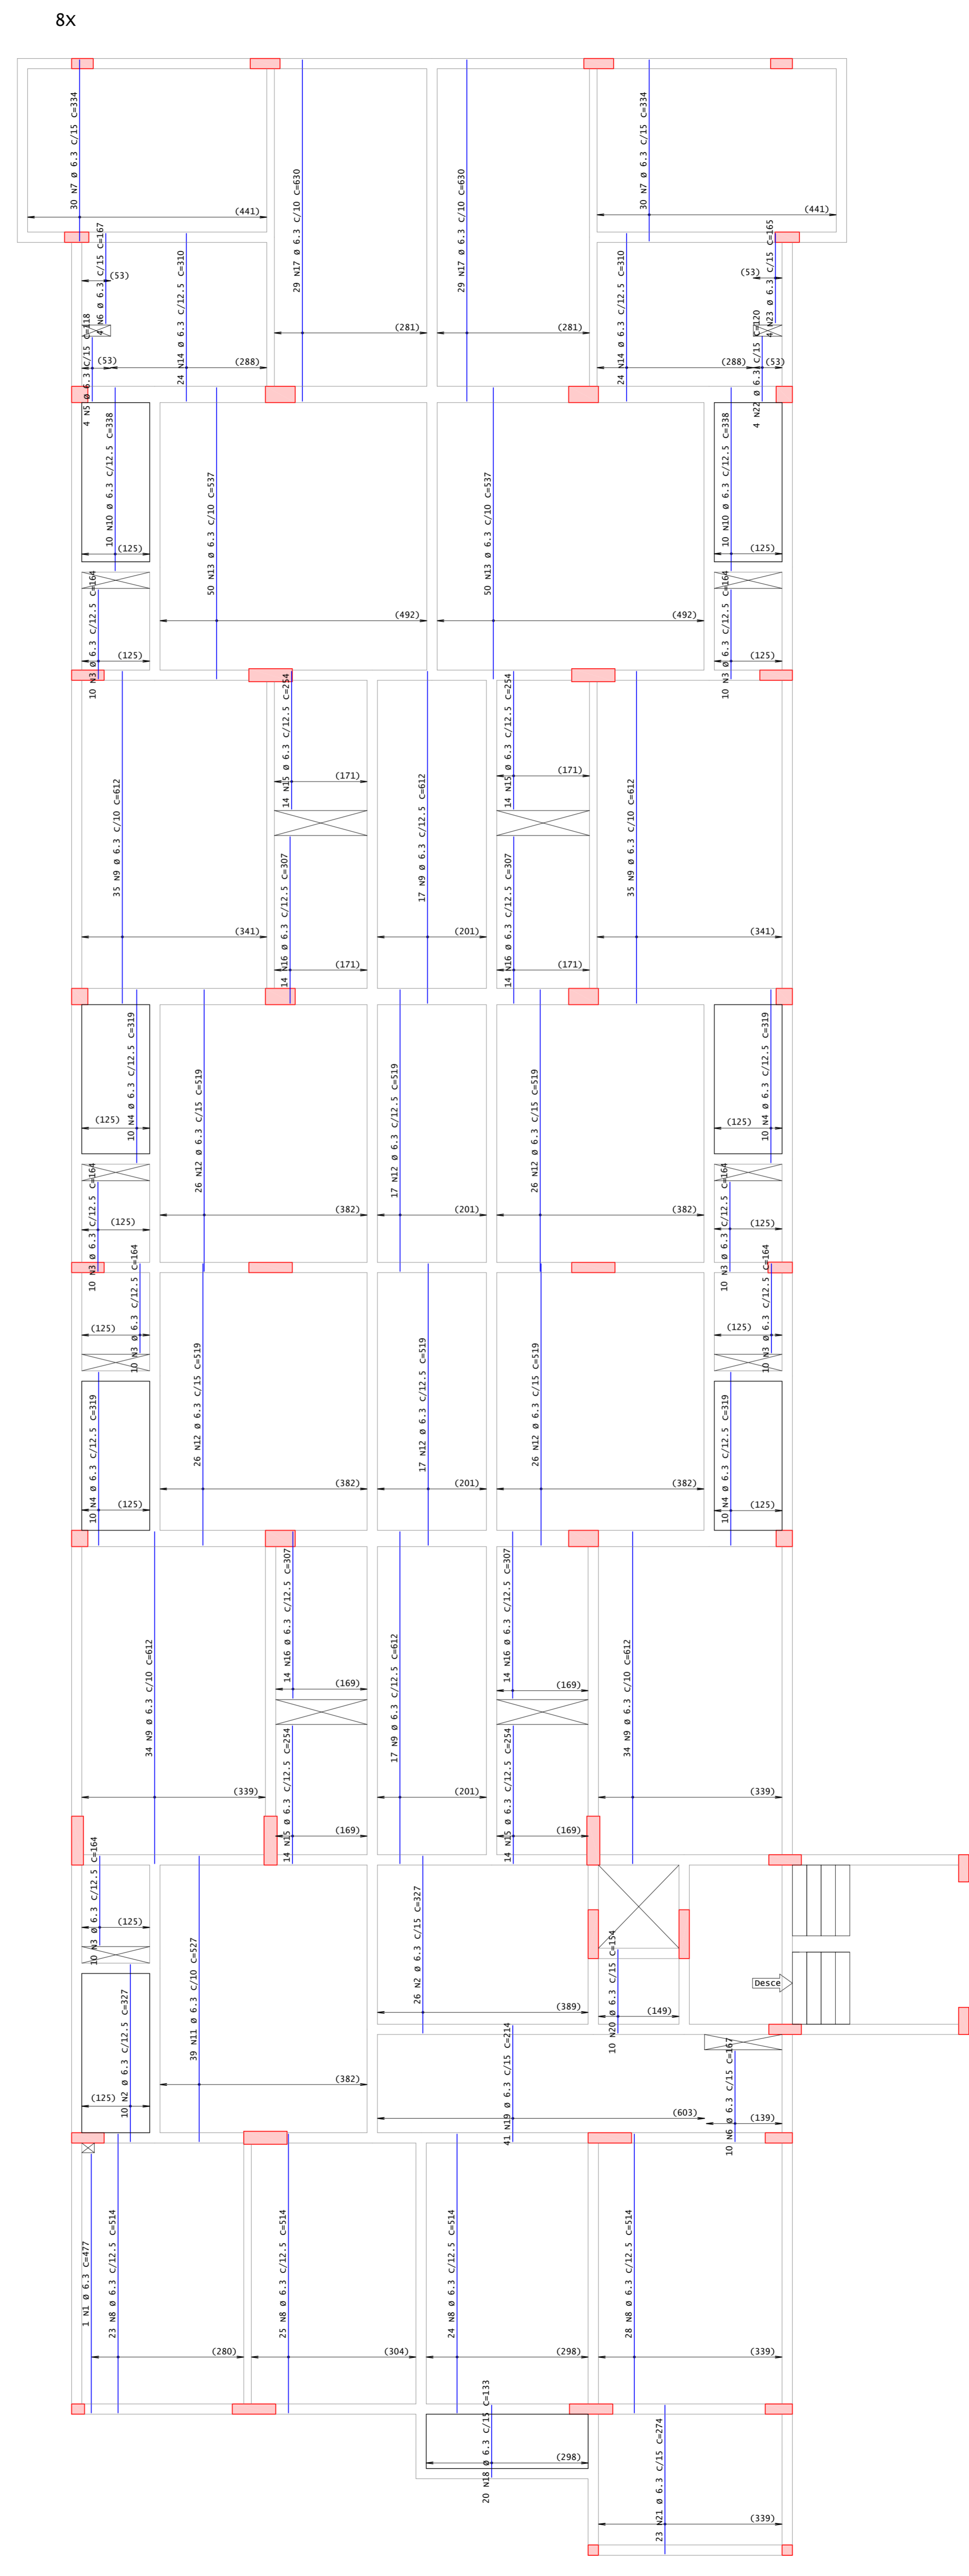 8X
30 N7 Ø 6.3 C/15 C=334
29 N17 Ø 6.3 C/10 C=630
29 N17 Ø 6.3 C/10 C=630
30 N7 Ø 6.3 C/15 C=334
(441)
(441)
4 N6 Ø 6.3 C/15 C=167
24 N14 Ø 6.3 C/12.5 C=310
24 N14 Ø 6.3 C/12.5 C=310
4 N23 Ø 6.3 C/15 C=165
(53)
(53)
(281)
(281)
4 N5 Ø 6.3 C/15 C=118
4 N22 Ø 6.3 C/15 C=120
(53)
(288)
(288)
(53)
10 N10 Ø 6.3 C/12.5 C=338
50 N13 Ø 6.3 C/10 C=537
50 N13 Ø 6.3 C/10 C=537
10 N10 Ø 6.3 C/12.5 C=338
(125)
(125)
10 N3 Ø 6.3 C/12.5 C=164
10 N3 Ø 6.3 C/12.5 C=164
(492)
(492)
(125)
(125)
35 N9 Ø 6.3 C/10 C=612
14 N15 Ø 6.3 C/12.5 C=254
17 N9 Ø 6.3 C/12.5 C=612
14 N15 Ø 6.3 C/12.5 C=254
35 N9 Ø 6.3 C/10 C=612
(171)
(171)
14 N16 Ø 6.3 C/12.5 C=307
14 N16 Ø 6.3 C/12.5 C=307
(341)
(201)
(341)
(171)
(171)
10 N4 Ø 6.3 C/12.5 C=319
26 N12 Ø 6.3 C/15 C=519
17 N12 Ø 6.3 C/12.5 C=519
26 N12 Ø 6.3 C/15 C=519
10 N4 Ø 6.3 C/12.5 C=319
(125)
(125)
10 N3 Ø 6.3 C/12.5 C=164
10 N3 Ø 6.3 C/12.5 C=164
(382)
(201)
(382)
(125)
(125)
10 N3 Ø 6.3 C/12.5 C=164
10 N3 Ø 6.3 C/12.5 C=164
(125)
(125)
10 N4 Ø 6.3 C/12.5 C=319
26 N12 Ø 6.3 C/15 C=519
17 N12 Ø 6.3 C/12.5 C=519
26 N12 Ø 6.3 C/15 C=519
10 N4 Ø 6.3 C/12.5 C=319
(382)
(201)
(382)
(125)
(125)
34 N9 Ø 6.3 C/10 C=612
14 N16 Ø 6.3 C/12.5 C=307
17 N9 Ø 6.3 C/12.5 C=612
14 N16 Ø 6.3 C/12.5 C=307
34 N9 Ø 6.3 C/10 C=612
(169)
(169)
14 N15 Ø 6.3 C/12.5 C=254
14 N15 Ø 6.3 C/12.5 C=254
(339)
(201)
(339)
(169)
(169)
10 N3 Ø 6.3 C/12.5 C=164
39 N11 Ø 6.3 C/10 C=527
26 N2 Ø 6.3 C/15 C=327
10 N20 Ø 6.3 C/15 C=154
(125)
Desce
10 N2 Ø 6.3 C/12.5 C=327
(389)
(149)
41 N19 Ø 6.3 C/15 C=214
10 N6 Ø 6.3 C/15 C=167
(382)
(125)
(603)
(139)
1 N1 Ø 6.3 C=477
23 N8 Ø 6.3 C/12.5 C=514
25 N8 Ø 6.3 C/12.5 C=514
24 N8 Ø 6.3 C/12.5 C=514
28 N8 Ø 6.3 C/12.5 C=514
(280)
(304)
(298)
(339)
20 N18 Ø 6.3 C/15 C=133
23 N21 Ø 6.3 C/15 C=274
(298)
(339)